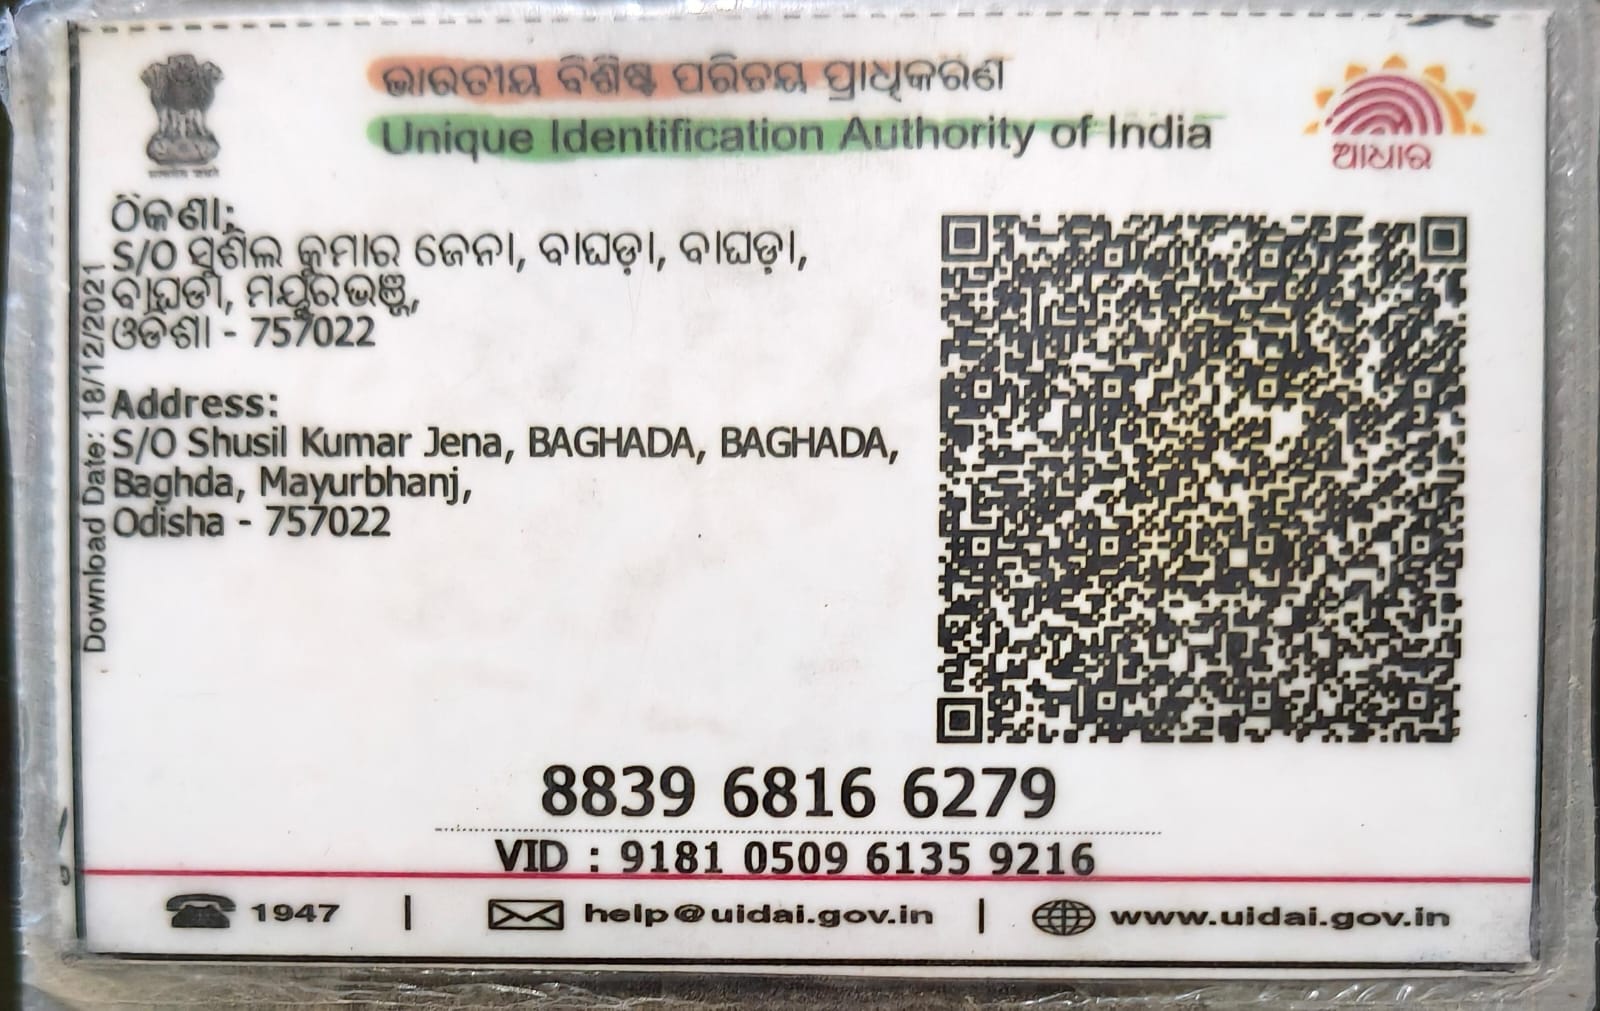 ଭାରତୀୟ ବିଶିଷ୍ଟ ପରିଚୟ ପ୍ରାଧିକରଣ
Unique Identification Authority of India
ଆଧାର
ଠିକଣା:
S/O ସୁଶିଲ କୁମାର ଜେନା, ବାଘଡ଼ା, ବାଘଡ଼ା,
ବାଘଡା, ମୟୂରଭଞ୍ଜ,
ଓଡିଶା - 757022
Address:
S/O Shusil Kumar Jena, BAGHADA, BAGHADA,
Baghda, Mayurbhanj,
Odisha - 757022
Download Date: 18/12/2021
8839 6816 6279
VID : 9181 0509 6135 9216
1947 | help@uidai.gov.in | www.uidai.gov.in